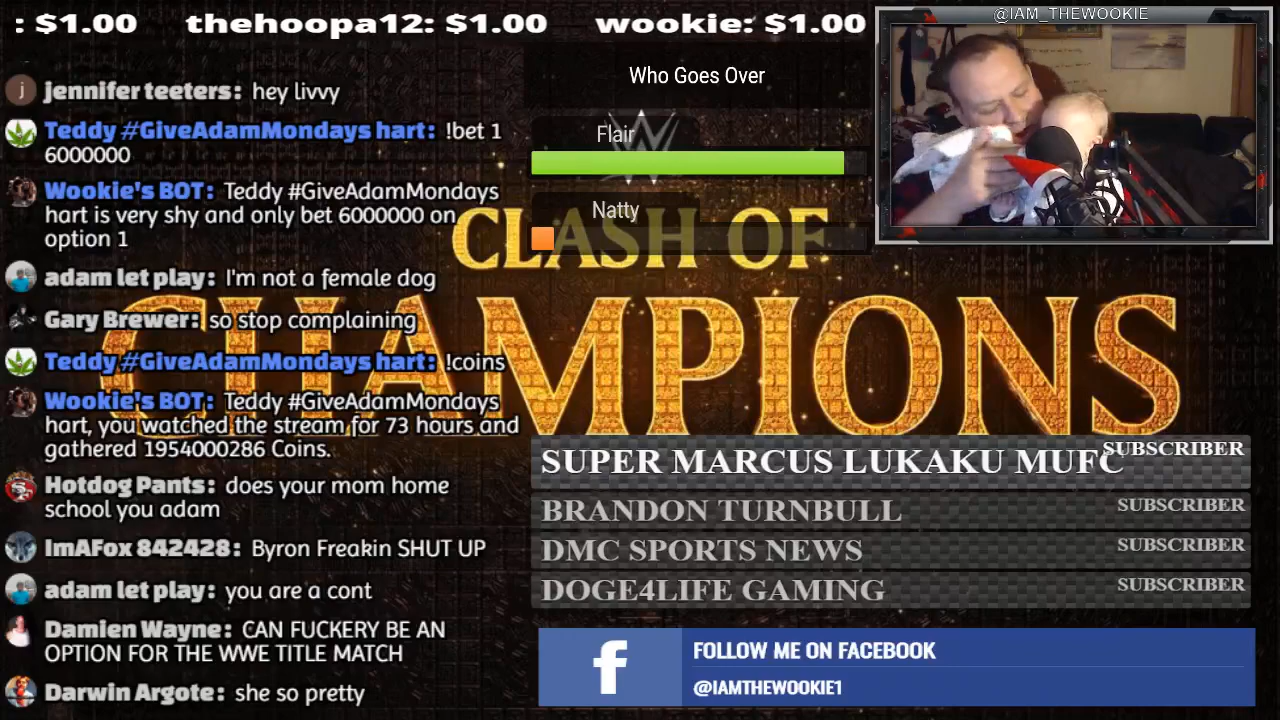 : $1.00 thehoopa12: $1.00 wookie: $1.00
@IAM_THEWOOKIE
Who Goes Over
Flair
Natty
CLASH OF
CHAMPIONS
jennifer teeters: hey livvy
Teddy #GiveAdamMondays hart: !bet 1
6000000
Wookie's BOT: Teddy #GiveAdamMondays
hart is very shy and only bet 6000000 on
option 1
adam let play: I'm not a female dog
Gary Brewer: so stop complaining
Teddy #GiveAdamMondays hart: !coins
Wookie's BOT: Teddy #GiveAdamMondays
hart, you watched the stream for 73 hours and
gathered 1954000286 Coins.
Hotdog Pants: does your mom home
school you adam
ImAFox 842428: Byron Freakin SHUT UP
adam let play: you are a cont
Damien Wayne: CAN FUCKERY BE AN
OPTION FOR THE WWE TITLE MATCH
Darwin Argote: she so pretty
SUPER MARCUS LUKAKU MUFC SUBSCRIBER
BRANDON TURNBULL SUBSCRIBER
DMC SPORTS NEWS SUBSCRIBER
DOGE4LIFE GAMING SUBSCRIBER
FOLLOW ME ON FACEBOOK
@IAMTHEWOOKIE1